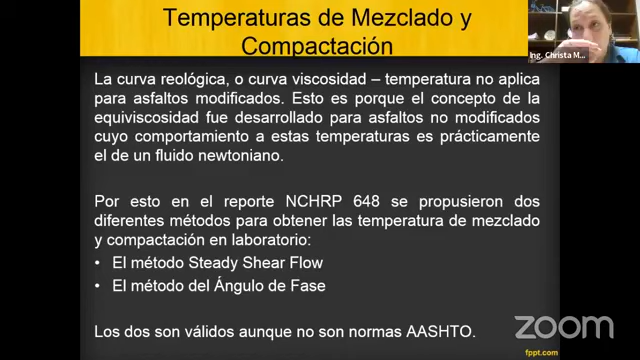 Temperaturas de Mezclado y
Compactación
Ing. Christa M...
La curva reológica, o curva viscosidad – temperatura no aplica
para asfaltos modificados. Esto es porque el concepto de la
equiviscosidad fue desarrollado para asfaltos no modificados
cuyo comportamiento a estas temperaturas es prácticamente
el de un fluido newtoniano.
Por esto en el reporte NCHRP 648 se propusieron dos
diferentes métodos para obtener las temperatura de mezclado
y compactación en laboratorio:
• El método Steady Shear Flow
• El método del Ángulo de Fase
Los dos son válidos aunque no son normas AASHTO.
zoom
fppt.com